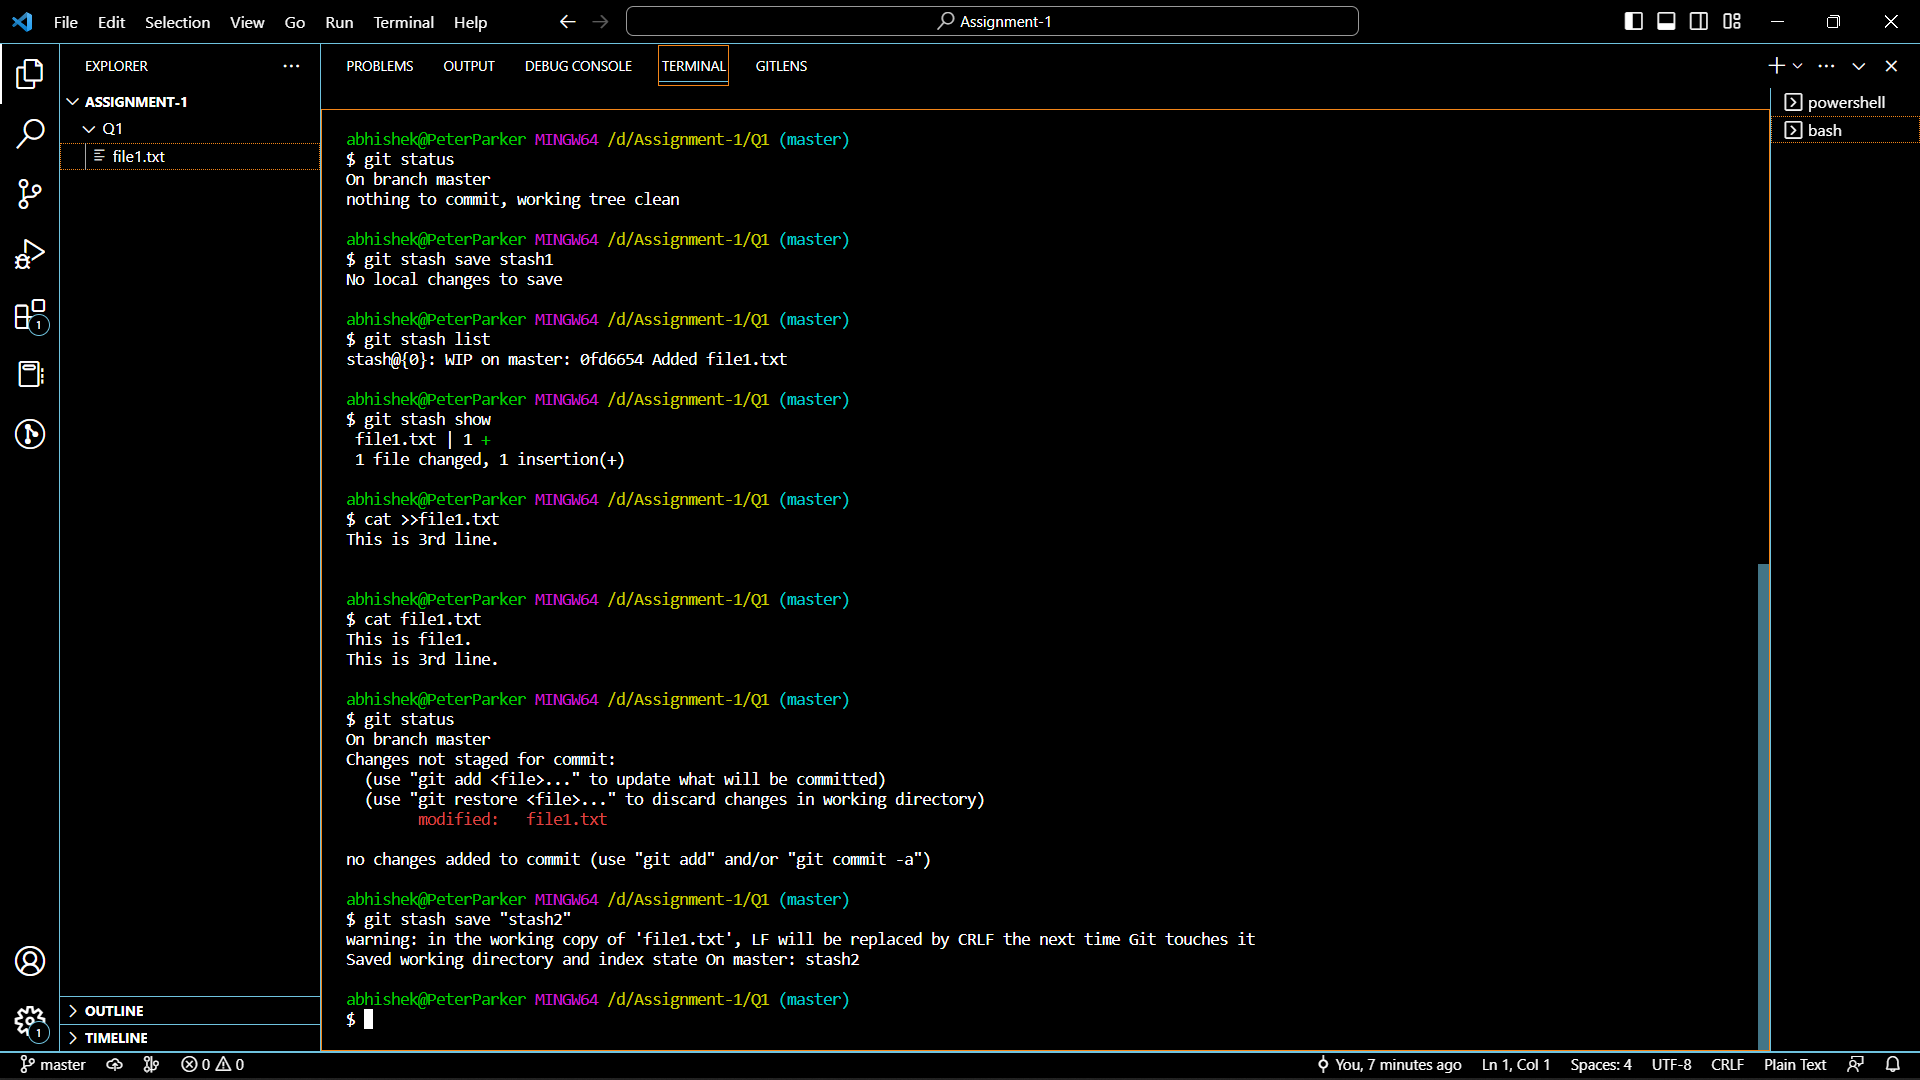 File Edit Selection View Go Run Terminal Help
Assignment-1
EXPLORER
ASSIGNMENT-1
Q1
file1.txt
OUTLINE
TIMELINE
PROBLEMS OUTPUT DEBUG CONSOLE TERMINAL GITLENS
abhishek@PeterParker MINGW64 /d/Assignment-1/Q1 (master)
$ git status
On branch master
nothing to commit, working tree clean
abhishek@PeterParker MINGW64 /d/Assignment-1/Q1 (master)
$ git stash save stash1
No local changes to save
abhishek@PeterParker MINGW64 /d/Assignment-1/Q1 (master)
$ git stash list
stash@{0}: WIP on master: 0fd6654 Added file1.txt
abhishek@PeterParker MINGW64 /d/Assignment-1/Q1 (master)
$ git stash show
file1.txt | 1 +
1 file changed, 1 insertion(+)
abhishek@PeterParker MINGW64 /d/Assignment-1/Q1 (master)
$ cat >>file1.txt
This is 3rd line.
abhishek@PeterParker MINGW64 /d/Assignment-1/Q1 (master)
$ cat file1.txt
This is file1.
This is 3rd line.
abhishek@PeterParker MINGW64 /d/Assignment-1/Q1 (master)
$ git status
On branch master
Changes not staged for commit:
(use "git add <file>..." to update what will be committed)
(use "git restore <file>..." to discard changes in working directory)
modified:   file1.txt
no changes added to commit (use "git add" and/or "git commit -a")
abhishek@PeterParker MINGW64 /d/Assignment-1/Q1 (master)
$ git stash save "stash2"
warning: in the working copy of 'file1.txt', LF will be replaced by CRLF the next time Git touches it
Saved working directory and index state On master: stash2
abhishek@PeterParker MINGW64 /d/Assignment-1/Q1 (master)
$
powershell
bash
1
1
master 0 0 You, 7 minutes ago Ln 1, Col 1 Spaces: 4 UTF-8 CRLF Plain Text